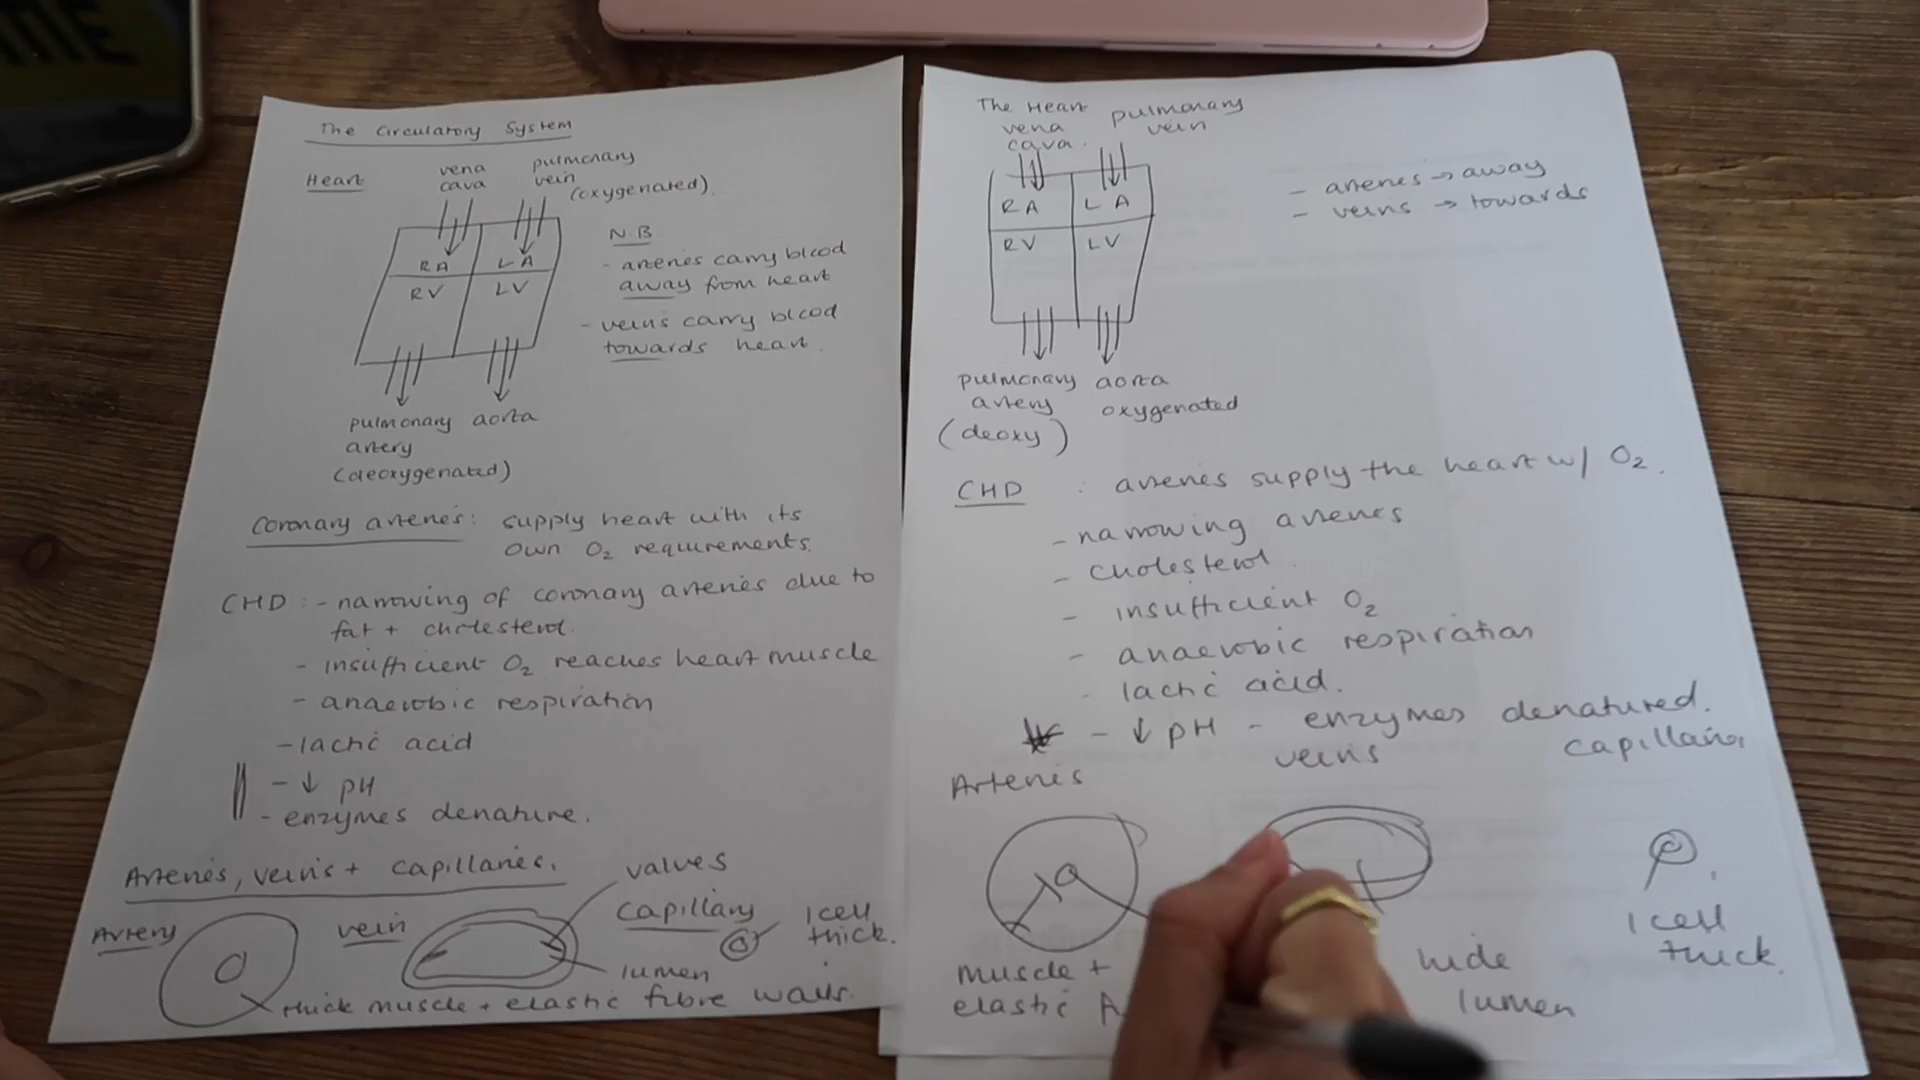 The Circulatory System
Heart
vena
cava
pulmonary
vein
(oxygenated).
RA
LA
RV
LV
N.B
- arteries carry blood
away from heart
- veins carry blood
towards heart.
pulmonary
artery
(deoxygenated)
aorta
Coronary arteries: supply heart with its
own O2 requirements.
CHD: - narrowing of coronary arteries due to
fat + cholesterol.
- insufficient O2 reaches heart muscle
- anaerobic respiration
- lactic acid
- ↓ pH
- enzymes denature.
Arteries, veins + capillaries.
Artery
vein
valves
lumen
capillary
1 cell
thick.
thick muscle + elastic fibre walls.
The Heart
vena
cava.
pulmonary
vein
RA
LA
RV
LV
- arteries → away
- veins → towards
pulmonary
artery
(deoxy)
aorta
oxygenated
CHD : arteries supply the heart w/ O2.
- narrowing arteries
- cholesterol
- insufficient O2
- anaerobic respiration
- lactic acid.
- ↓ pH - enzymes denatured.
Arteries
veins
capillaries
muscle +
elastic
wide
lumen
1 cell
thick.